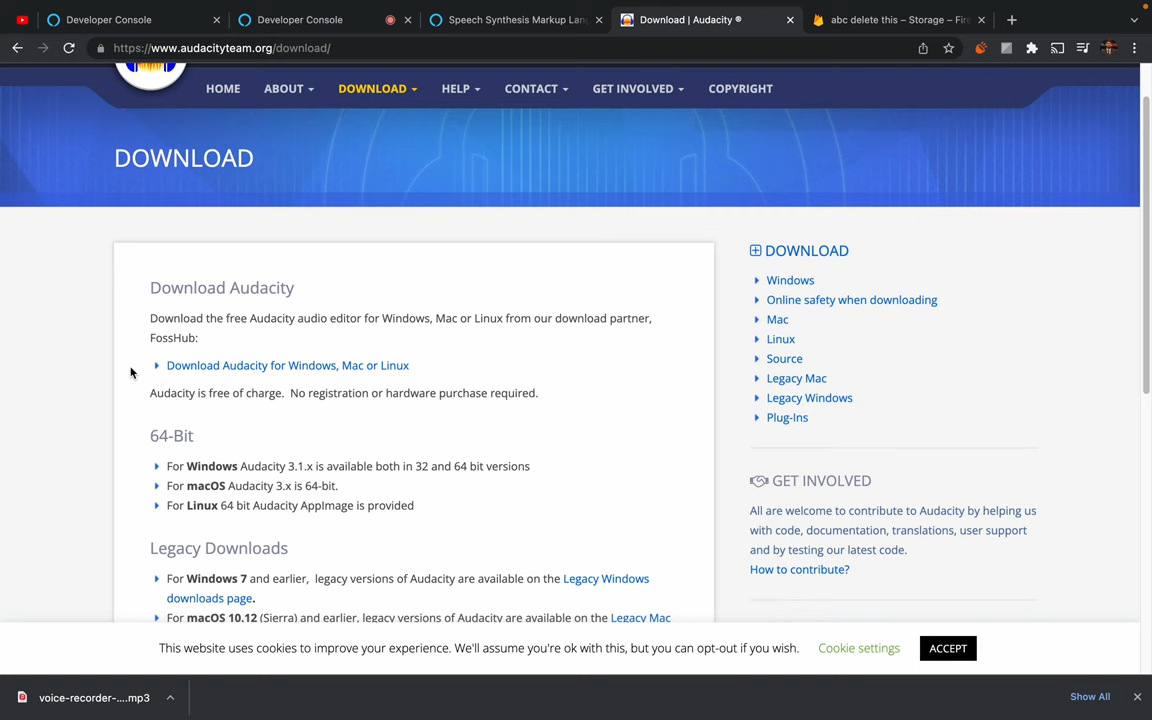 Developer Console
Developer Console
Speech Synthesis Markup Lan
Download | Audacity ®
abc delete this – Storage – Fire
https://www.audacityteam.org/download/
HOME
ABOUT
DOWNLOAD
HELP
CONTACT
GET INVOLVED
COPYRIGHT
DOWNLOAD
Download Audacity
Download the free Audacity audio editor for Windows, Mac or Linux from our download partner,
FossHub:
Download Audacity for Windows, Mac or Linux
Audacity is free of charge. No registration or hardware purchase required.
64-Bit
For Windows Audacity 3.1.x is available both in 32 and 64 bit versions
For macOS Audacity 3.x is 64-bit.
For Linux 64 bit Audacity AppImage is provided
Legacy Downloads
For Windows 7 and earlier, legacy versions of Audacity are available on the Legacy Windows
downloads page.
For macOS 10.12 (Sierra) and earlier, legacy versions of Audacity are available on the Legacy Mac
DOWNLOAD
Windows
Online safety when downloading
Mac
Linux
Source
Legacy Mac
Legacy Windows
Plug-Ins
GET INVOLVED
All are welcome to contribute to Audacity by helping us
with code, documentation, translations, user support
and by testing our latest code.
How to contribute?
This website uses cookies to improve your experience. We'll assume you're ok with this, but you can opt-out if you wish.
Cookie settings
ACCEPT
voice-recorder-....mp3
Show All